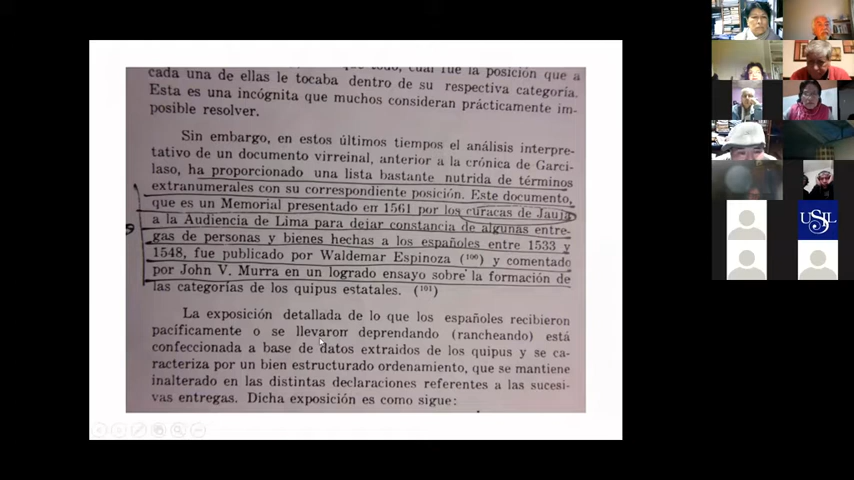 cada una de ellas le tocaba dentro de su respectiva categoría.
Esta es una incógnita que muchos consideran prácticamente im-
posible resolver.
Sin embargo, en estos últimos tiempos el análisis interpre-
tativo de un documento virreinal, anterior a la crónica de Garci-
laso, ha proporcionado una lista bastante nutrida de términos
extranumerales con su correspondiente posición. Este documento,
que es un Memorial presentado en 1561 por los curacas de Jauja
a la Audiencia de Lima para dejar constancia de algunas entre-
gas de personas y bienes hechas a los españoles entre 1533 y
1548, fue publicado por Waldemar Espinoza (100) y comentado
por John V. Murra en un logrado ensayo sobre la formación de
las categorías de los quipus estatales. (101)
La exposición detallada de lo que los españoles recibieron
pacíficamente o se llevaron deprendando (rancheando) está
confeccionada a base de datos extraidos de los quipus y se ca-
racteriza por un bien estructurado ordenamiento, que se mantiene
inalterado en las distintas declaraciones referentes a las sucesi-
vas entregas. Dicha exposición es como sigue:
USIL